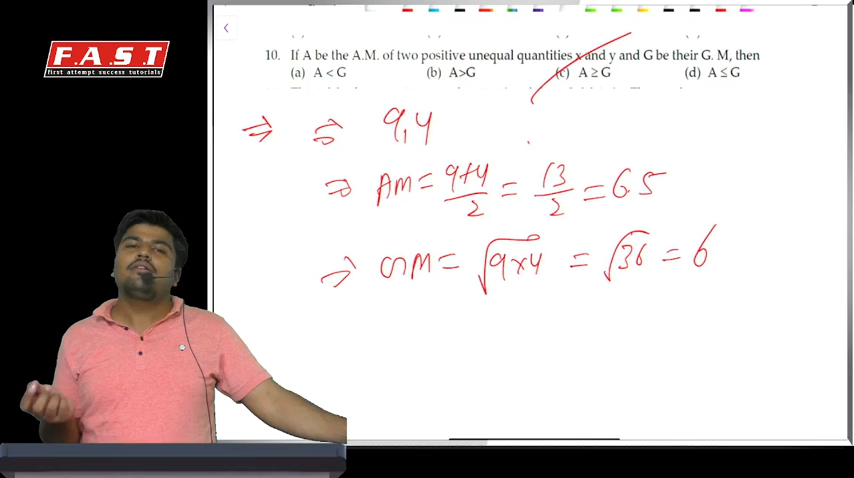 F.A.S.T
first attempt success tutorials
10. If A be the A.M. of two positive unequal quantities x and y and G be their G. M, then
(a) A < G (b) A>G (c) A ≥ G (d) A ≤ G
⇒ ⇒ 9,4
⇒ AM = 9+4/2 = 13/2 = 6.5
⇒ GM = √9×4 = √36 = 6